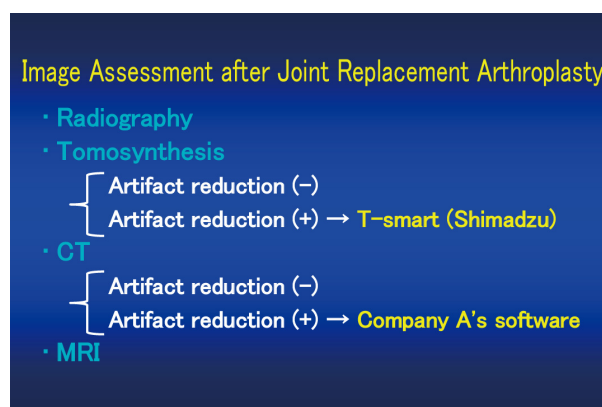 Image Assessment after Joint Replacement Arthroplasty
・Radiography
・Tomosynthesis
Artifact reduction (−)
Artifact reduction (+) → T-smart (Shimadzu)
・CT
Artifact reduction (−)
Artifact reduction (+) → Company A's software
・MRI